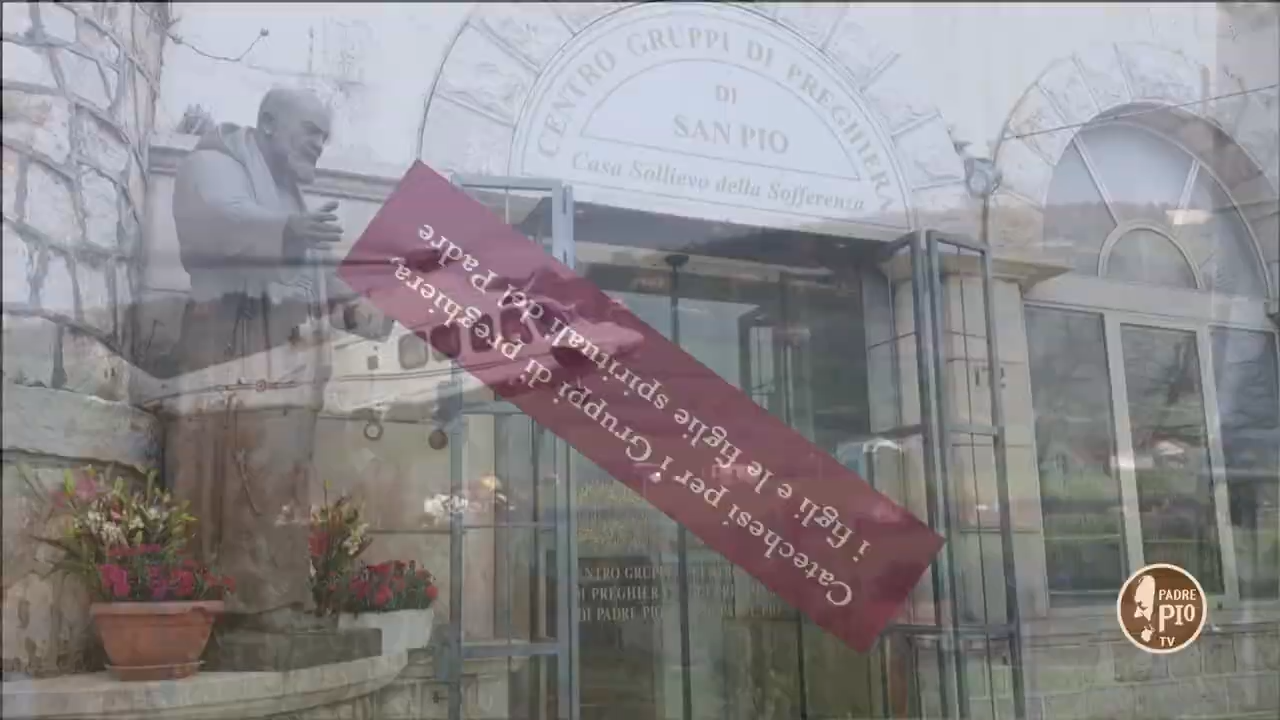 CENTRO GRUPPI DI PREGHIERA
DI
SAN PIO
Casa Sollievo della Sofferenza
Catechesi per i Gruppi di preghiera,
i figli e le figlie spirituali del Padre
PADRE
PIO
TV